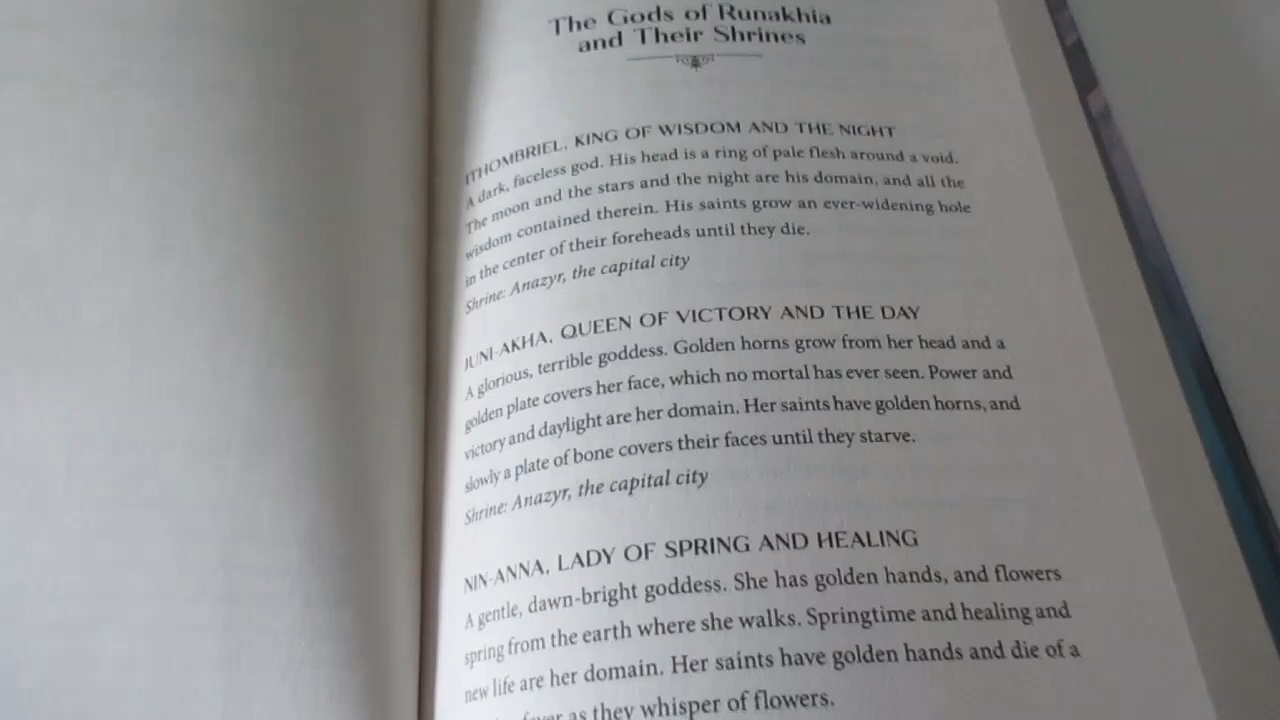 The Gods of Runakhia
and Their Shrines
ITHOMBRIEL, KING OF WISDOM AND THE NIGHT
A dark, faceless god. His head is a ring of pale flesh around a void.
The moon and the stars and the night are his domain, and all the
wisdom contained therein. His saints grow an ever-widening hole
in the center of their foreheads until they die.
Shrine: Anazyr, the capital city
JUNI-AKHA, QUEEN OF VICTORY AND THE DAY
A glorious, terrible goddess. Golden horns grow from her head and a
golden plate covers her face, which no mortal has ever seen. Power and
victory and daylight are her domain. Her saints have golden horns, and
slowly a plate of bone covers their faces until they starve.
Shrine: Anazyr, the capital city
NIN-ANNA, LADY OF SPRING AND HEALING
A gentle, dawn-bright goddess. She has golden hands, and flowers
spring from the earth where she walks. Springtime and healing and
new life are her domain. Her saints have golden hands and die of a
fever as they whisper of flowers.